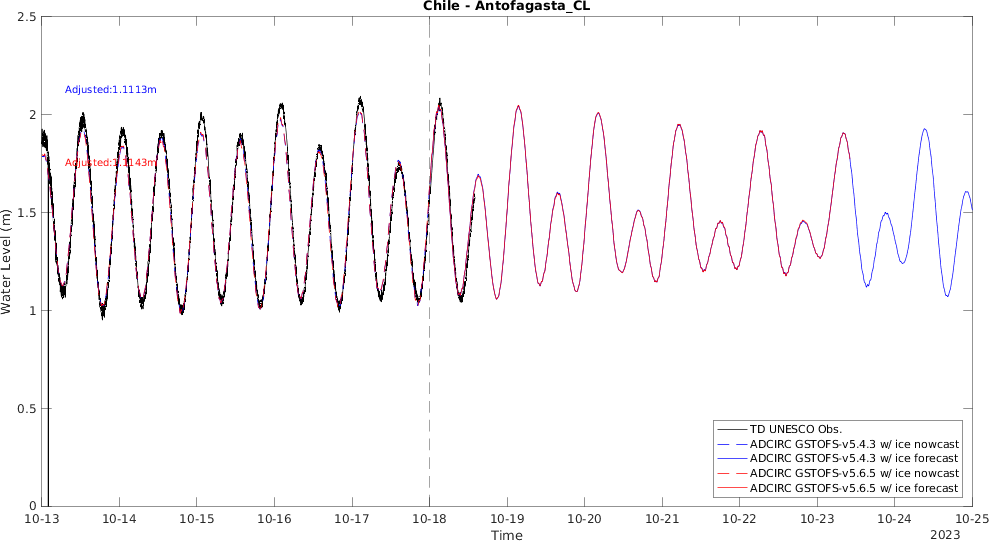 Chile - Antofagasta_CL
Water Level (m)
2.5
2
1.5
1
0.5
0
Adjusted:1.1113m
Adjusted:1.1143m
TD UNESCO Obs.
ADCIRC GSTOFS-v5.4.3 w/ ice nowcast
ADCIRC GSTOFS-v5.4.3 w/ ice forecast
ADCIRC GSTOFS-v5.6.5 w/ ice nowcast
ADCIRC GSTOFS-v5.6.5 w/ ice forecast
10-13 10-14 10-15 10-16 10-17 10-18 10-19 10-20 10-21 10-22 10-23 10-24 10-25
Time
2023